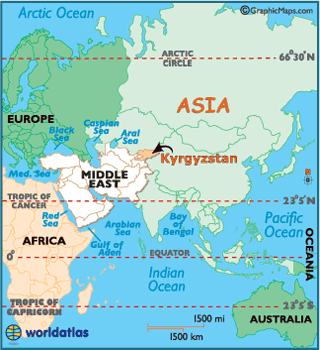 Arctic Ocean
©GraphicMaps.com
ARCTIC
CIRCLE
66°30'N
ASIA
EUROPE
Caspian
Sea
Black
Sea
Aral
Sea
Kyrgyzstan
Med. Sea
MIDDLE
EAST
TROPIC OF
CANCER
23°5'N
Red
Sea
Arabian
Sea
Bay
of
Bengal
Pacific
Ocean
AFRICA
Gulf of
Aden
EQUATOR
0
OCEANIA
Indian
Ocean
TROPIC OF
CAPRICORN
23°5'S
AUSTRALIA
worldatlas
1500 mi
1500 km